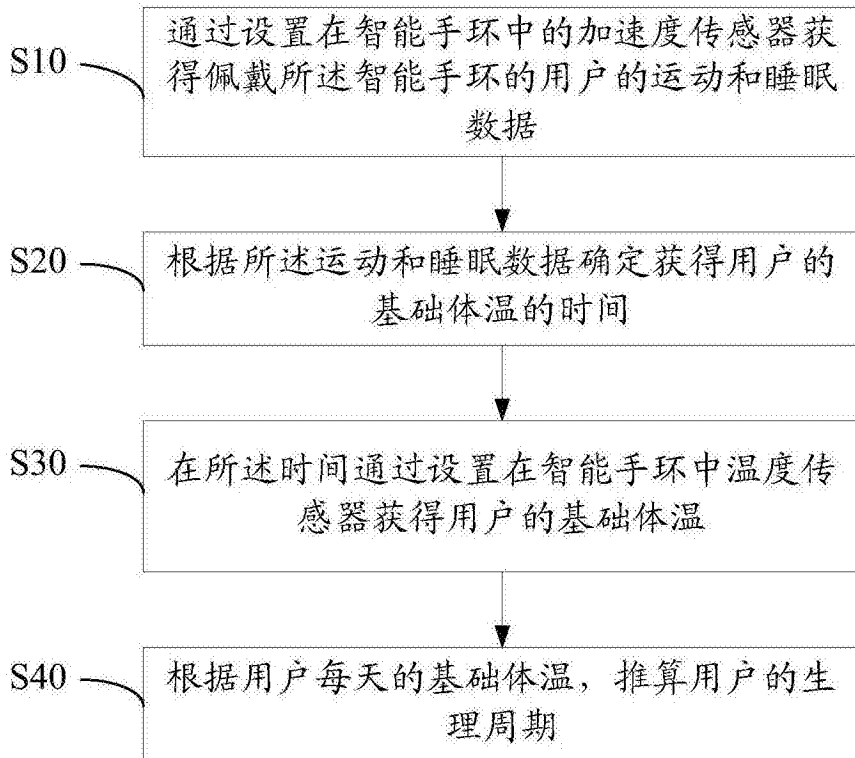 S10
通过设置在智能手环中的加速度传感器获
得佩戴所述智能手环的用户的运动和睡眠
数据
S20
根据所述运动和睡眠数据确定获得用户的
基础体温的时间
S30
在所述时间通过设置在智能手环中温度传
感器获得用户的基础体温
S40
根据用户每天的基础体温，推算用户的生
理周期